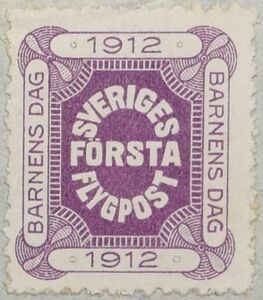 1912
BARNENS DAG
SVERIGES
FÖRSTA
FLYGPOST
BARNENS DAG
1912